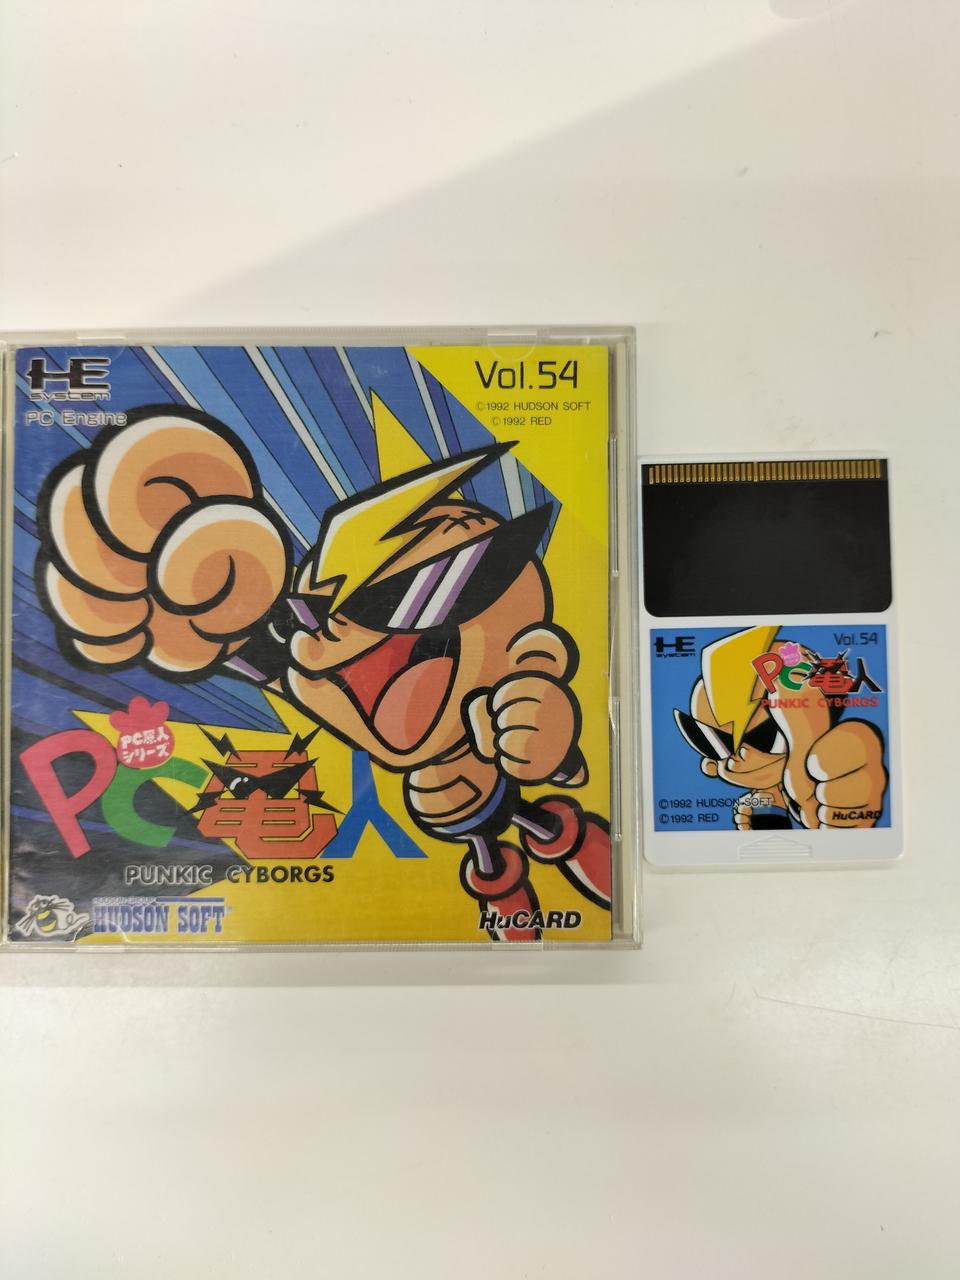 HE
system
PC Engine
Vol.54
©1992 HUDSON SOFT
©1992 RED
PC原人
シリーズ
PC電人
PUNKIC CYBORGS
HUDSON GROUP
HUDSON SOFT
HuCARD
HE
system
Vol.54
PC電人
PUNKIC CYBORGS
©1992 HUDSON SOFT
©1992 RED
HuCARD